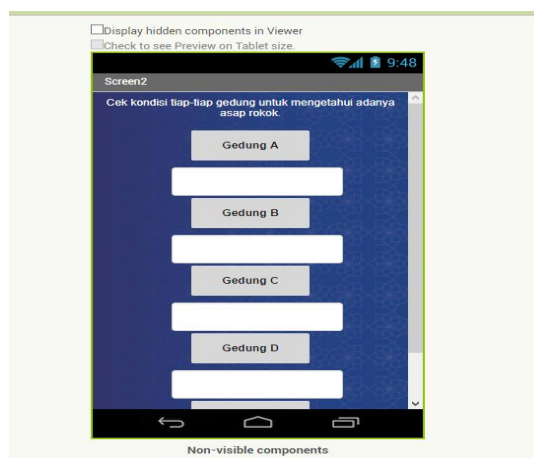 Display hidden components in Viewer
Check to see Preview on Tablet size.
9:48
Screen2
Cek kondisi tiap-tiap gedung untuk mengetahui adanya
asap rokok.
Gedung A
Gedung B
Gedung C
Gedung D
Non-visible components